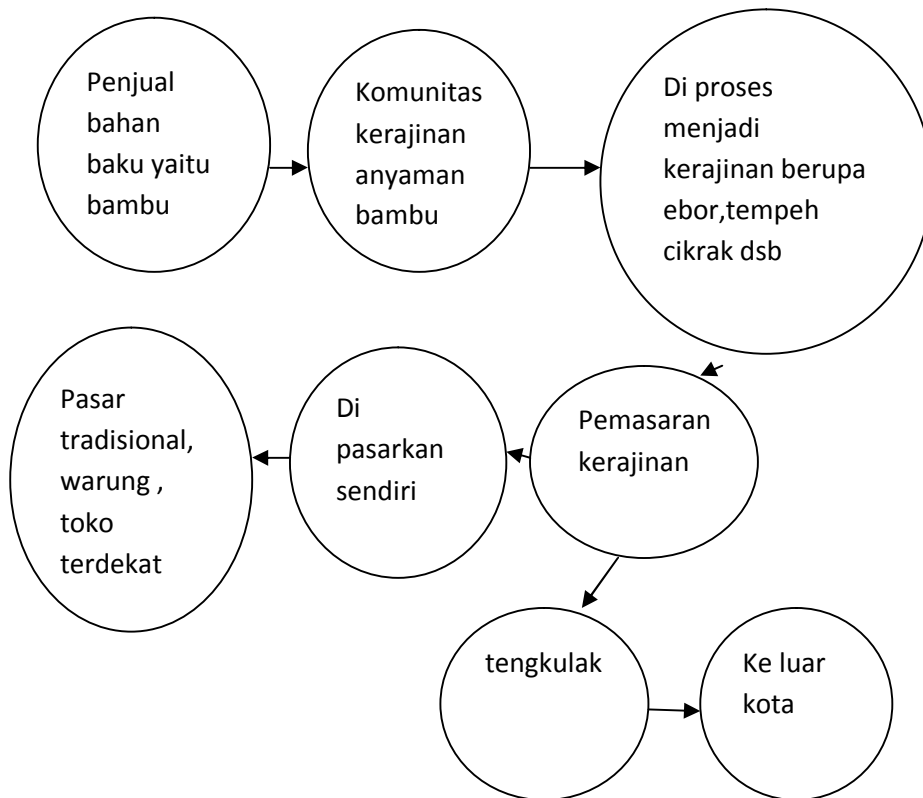 Penjual
bahan
baku yaitu
bambu
Komunitas
kerajinan
anyaman
bambu
Di proses
menjadi
kerajinan berupa
ebor,tempeh
cikrak dsb
Pemasaran
kerajinan
Di
pasarkan
sendiri
Pasar
tradisional,
warung ,
toko
terdekat
tengkulak
Ke luar
kota